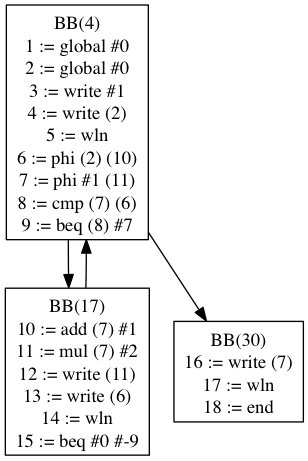 BB(4)
1 := global #0
2 := global #0
3 := write #1
4 := write (2)
5 := wln
6 := phi (2) (10)
7 := phi #1 (11)
8 := cmp (7) (6)
9 := beq (8) #7
BB(17)
10 := add (7) #1
11 := mul (7) #2
12 := write (11)
13 := write (6)
14 := wln
15 := beq #0 #-9
BB(30)
16 := write (7)
17 := wln
18 := end